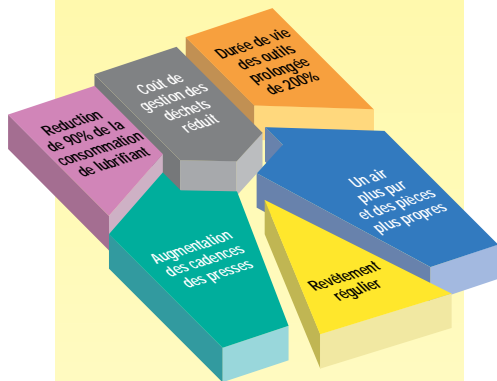 Durée de vie
des outils
prolongée
de 200%
Coût de
gestion des
déchets
réduit
Reduction
de 90% de la
consommation
de lubrifiant
Un air
plus pur
et des pièces
plus propres
Augmentation
des cadences
des presses
Revêtement
régulier